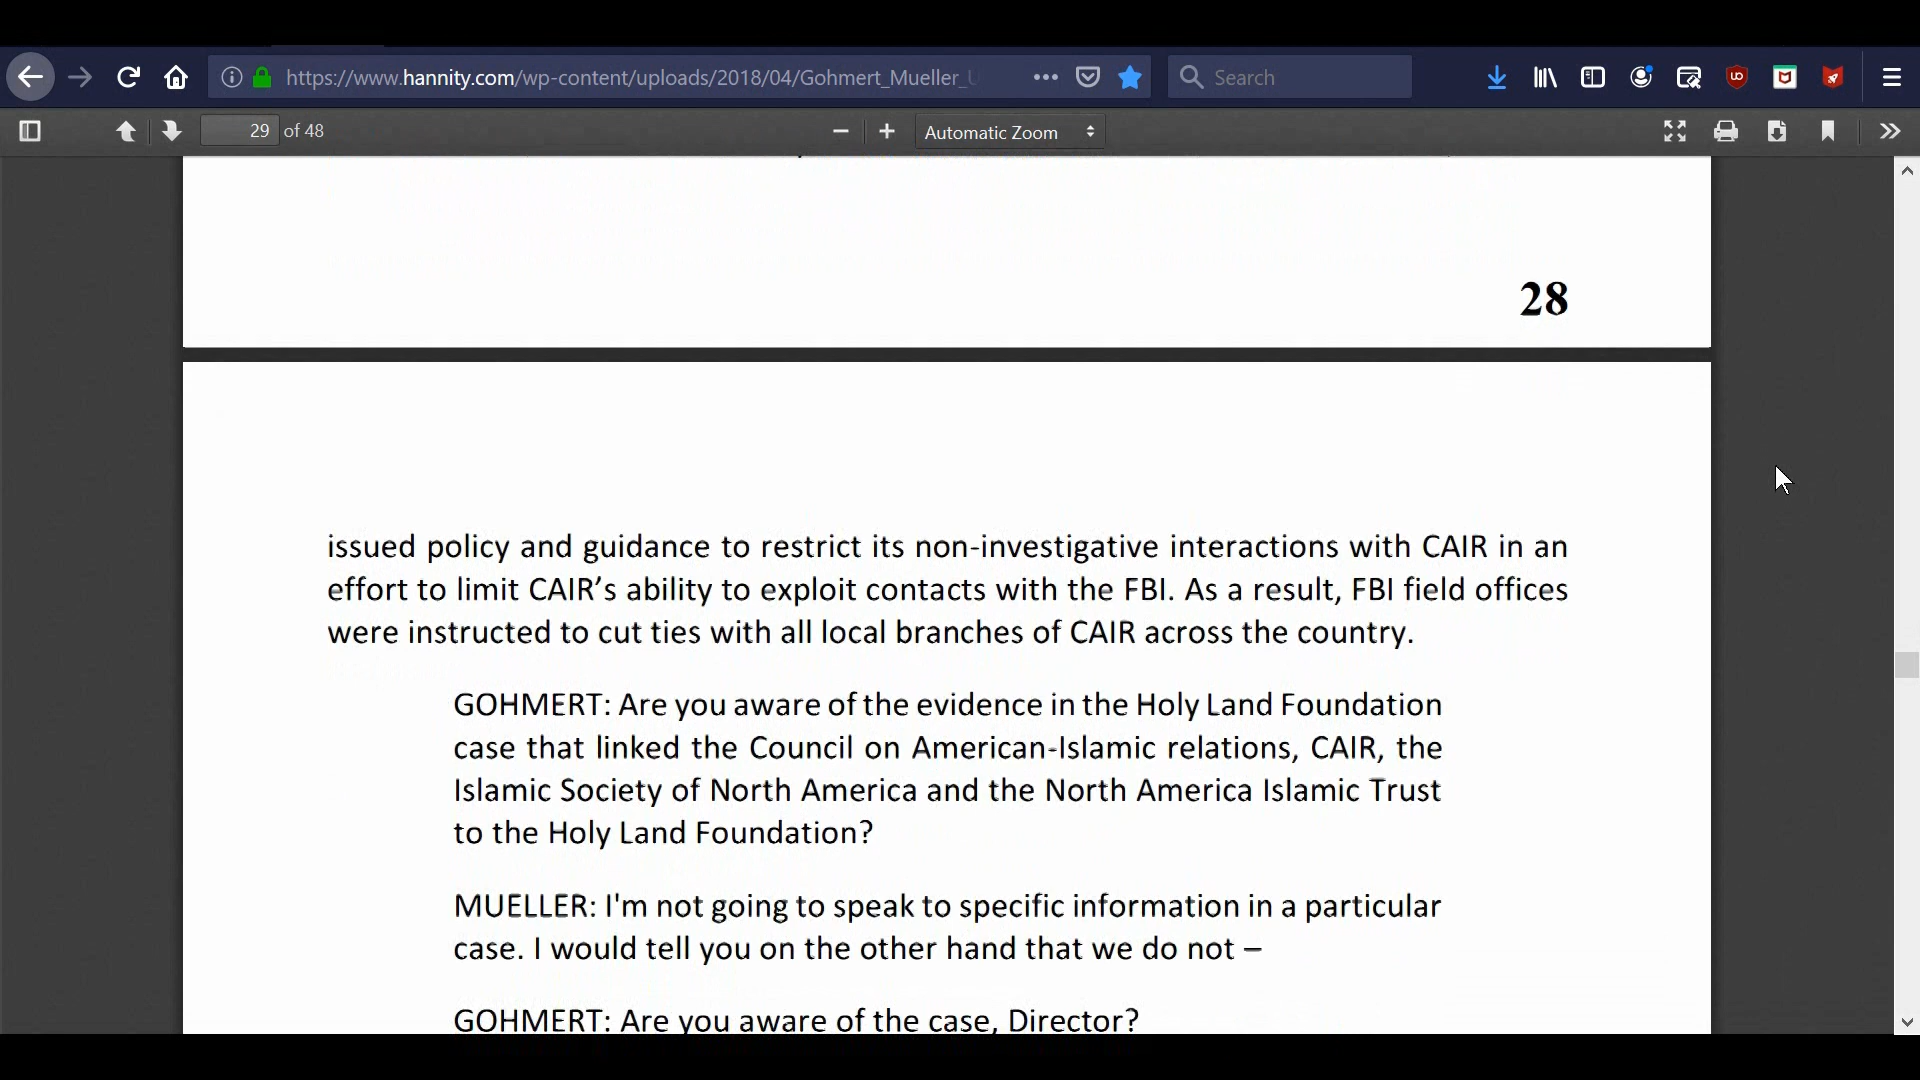 https://www.hannity.com/wp-content/uploads/2018/04/Gohmert_Mueller_U
Search
29 of 48
Automatic Zoom
28
issued policy and guidance to restrict its non-investigative interactions with CAIR in an
effort to limit CAIR’s ability to exploit contacts with the FBI. As a result, FBI field offices
were instructed to cut ties with all local branches of CAIR across the country.
GOHMERT: Are you aware of the evidence in the Holy Land Foundation
case that linked the Council on American-Islamic relations, CAIR, the
Islamic Society of North America and the North America Islamic Trust
to the Holy Land Foundation?
MUELLER: I'm not going to speak to specific information in a particular
case. I would tell you on the other hand that we do not –
GOHMERT: Are you aware of the case, Director?